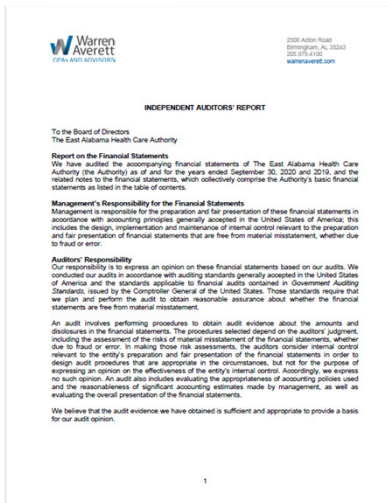 Warren
Averett
CPAs AND ADVISORS
2500 Acton Road
Birmingham, AL 35243
205.979.4100
warrenaverett.com
INDEPENDENT AUDITORS' REPORT
To the Board of Directors
The East Alabama Health Care Authority
Report on the Financial Statements
We have audited the accompanying financial statements of The East Alabama Health Care
Authority (the Authority) as of and for the years ended September 30, 2020 and 2019, and the
related notes to the financial statements, which collectively comprise the Authority's basic financial
statements as listed in the table of contents.
Management's Responsibility for the Financial Statements
Management is responsible for the preparation and fair presentation of these financial statements in
accordance with accounting principles generally accepted in the United States of America; this
includes the design, implementation and maintenance of internal control relevant to the preparation
and fair presentation of financial statements that are free from material misstatement, whether due
to fraud or error.
Auditors' Responsibility
Our responsibility is to express an opinion on these financial statements based on our audits. We
conducted our audits in accordance with auditing standards generally accepted in the United States
of America and the standards applicable to financial audits contained in Government Auditing
Standards, issued by the Comptroller General of the United States. Those standards require that
we plan and perform the audit to obtain reasonable assurance about whether the financial
statements are free from material misstatement.
An audit involves performing procedures to obtain audit evidence about the amounts and
disclosures in the financial statements. The procedures selected depend on the auditors' judgment,
including the assessment of the risks of material misstatement of the financial statements, whether
due to fraud or error. In making those risk assessments, the auditors consider internal control
relevant to the entity's preparation and fair presentation of the financial statements in order to
design audit procedures that are appropriate in the circumstances, but not for the purpose of
expressing an opinion on the effectiveness of the entity's internal control. Accordingly, we express
no such opinion. An audit also includes evaluating the appropriateness of accounting policies used
and the reasonableness of significant accounting estimates made by management, as well as
evaluating the overall presentation of the financial statements.
We believe that the audit evidence we have obtained is sufficient and appropriate to provide a basis
for our audit opinion.
1